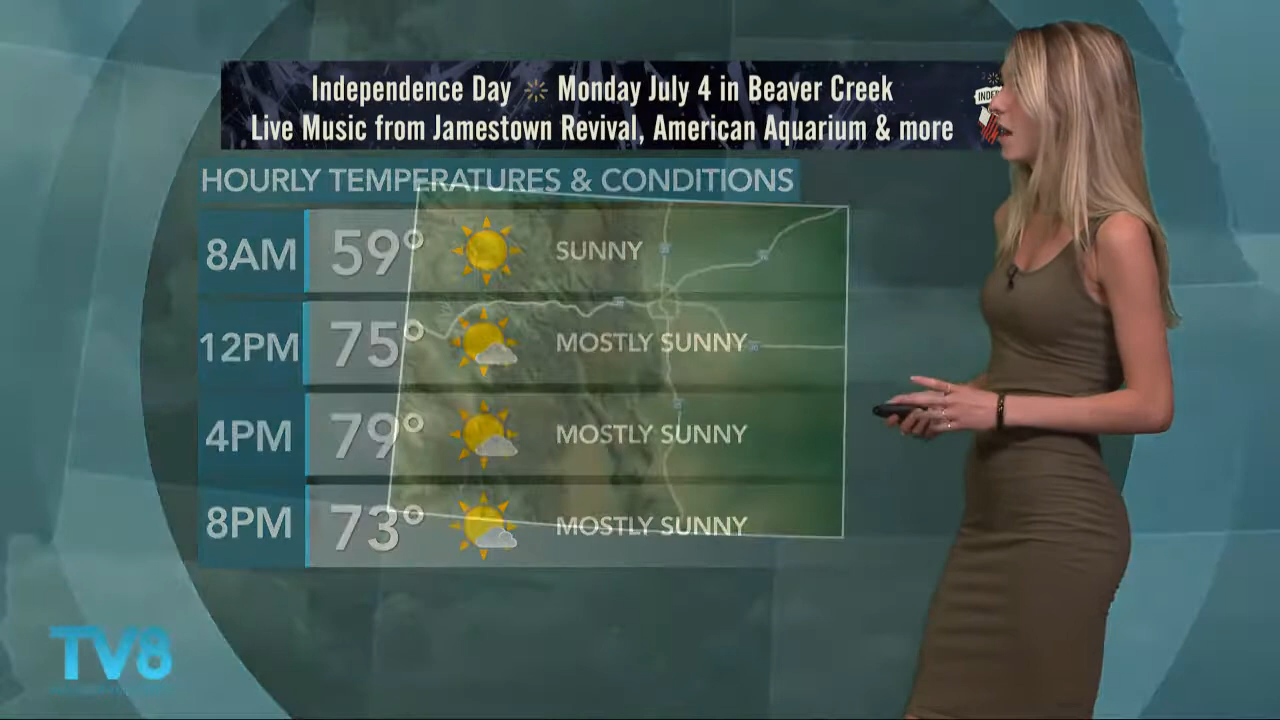 Independence Day Monday July 4 in Beaver Creek
Live Music from Jamestown Revival, American Aquarium & more
HOURLY TEMPERATURES & CONDITIONS
8AM 59° SUNNY
12PM 75° MOSTLY SUNNY
4PM 79° MOSTLY SUNNY
8PM 73° MOSTLY SUNNY
TV8